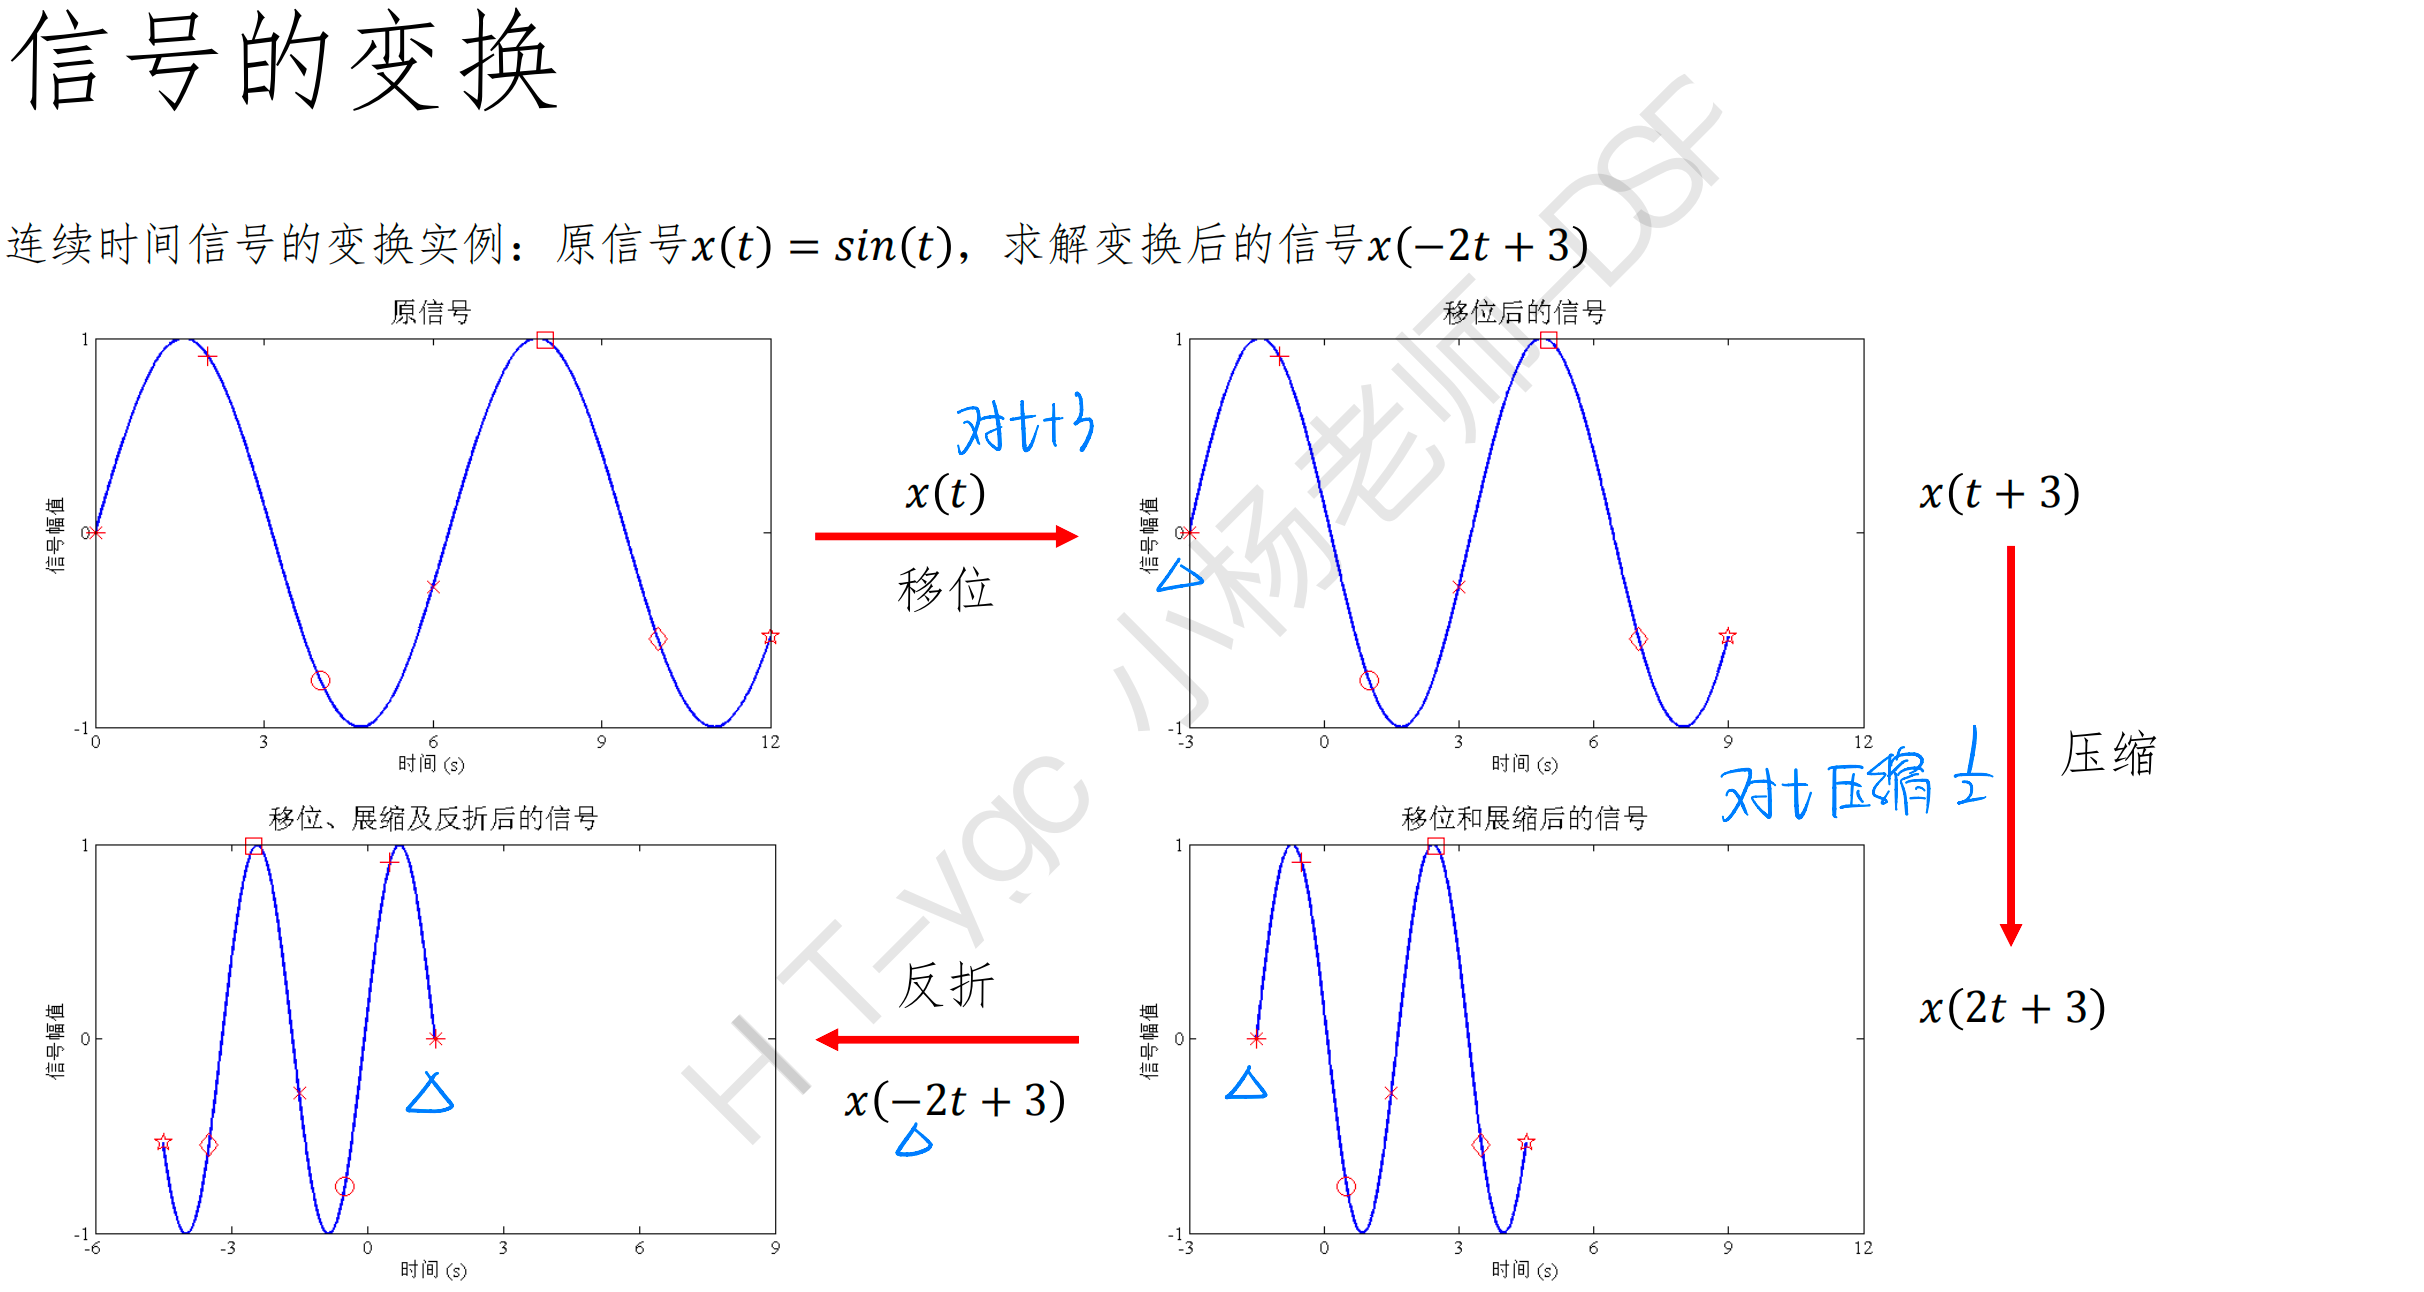 信号的变换
连续时间信号的变换实例：原信号x(t) = sin(t)，求解变换后的信号x(−2t + 3)
原信号
1
0
-1
信号幅值
0 3 6 9 12
时间 (s)
对t+3
x(t)
移位
移位后的信号
1
0
-1
信号幅值
-3 0 3 6 9 12
时间 (s)
x(t + 3)
对t压缩 1/2
压缩
x(2t + 3)
移位和展缩后的信号
1
0
-1
信号幅值
-3 0 3 6 9 12
时间 (s)
反折
x(−2t + 3)
移位、展缩及反折后的信号
1
0
-1
信号幅值
-6 -3 0 3 6 9
时间 (s)
HT-ygc 小杨老师-DSF